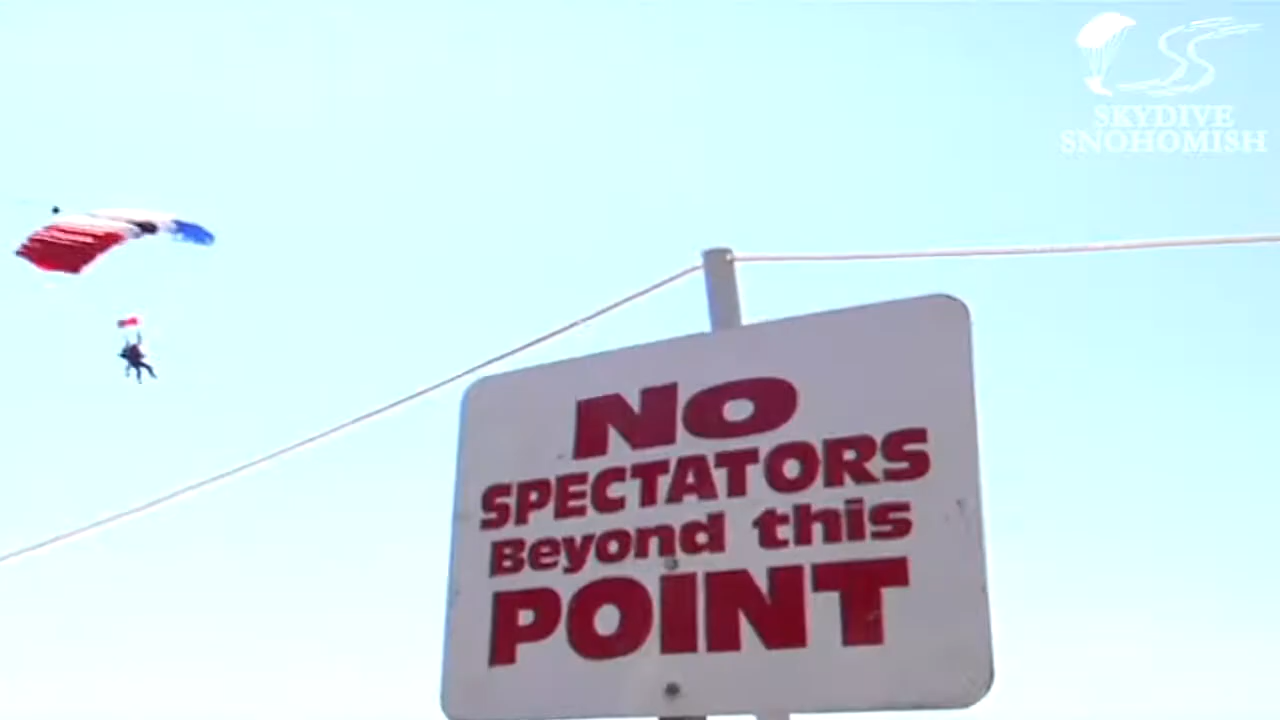 SKYDIVE
SNOHOMISH
NO
SPECTATORS
Beyond this
POINT